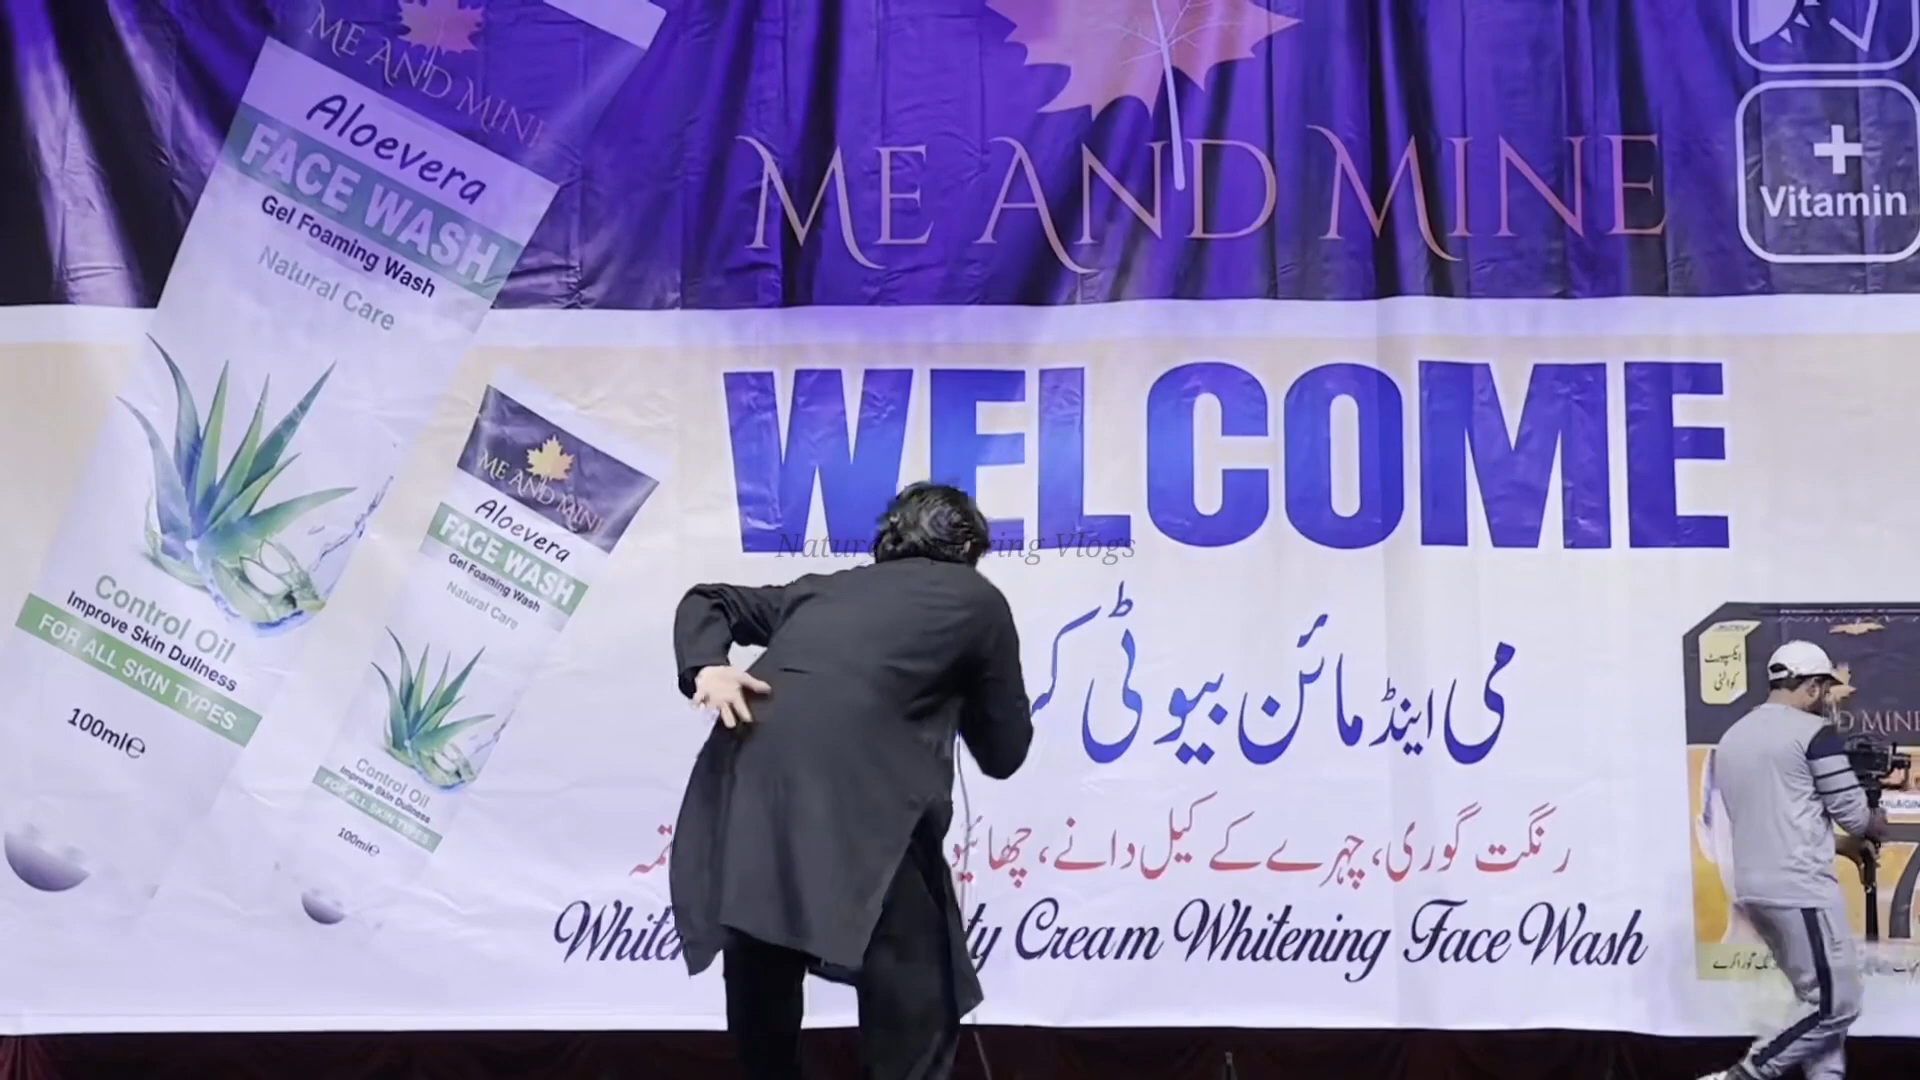 ME AND MINE
Aloevera
FACE WASH
Gel Foaming Wash
Natural Care
Control Oil
Improve Skin Dullness
FOR ALL SKIN TYPES
100ml℮
ME AND MINE
Aloevera
FACE WASH
Gel Foaming Wash
Natural Care
Control Oil
Improve Skin Dullness
FOR ALL SKIN TYPES
100ml℮
ME AND MINE
Vitamin
WELCOME
Vlogs
می اینڈ مائن بیوٹی
رنگت گوری، چہرے کے کیل دانے،
Cream Whitening Face Wash
ایکسپورٹ
کوالٹی